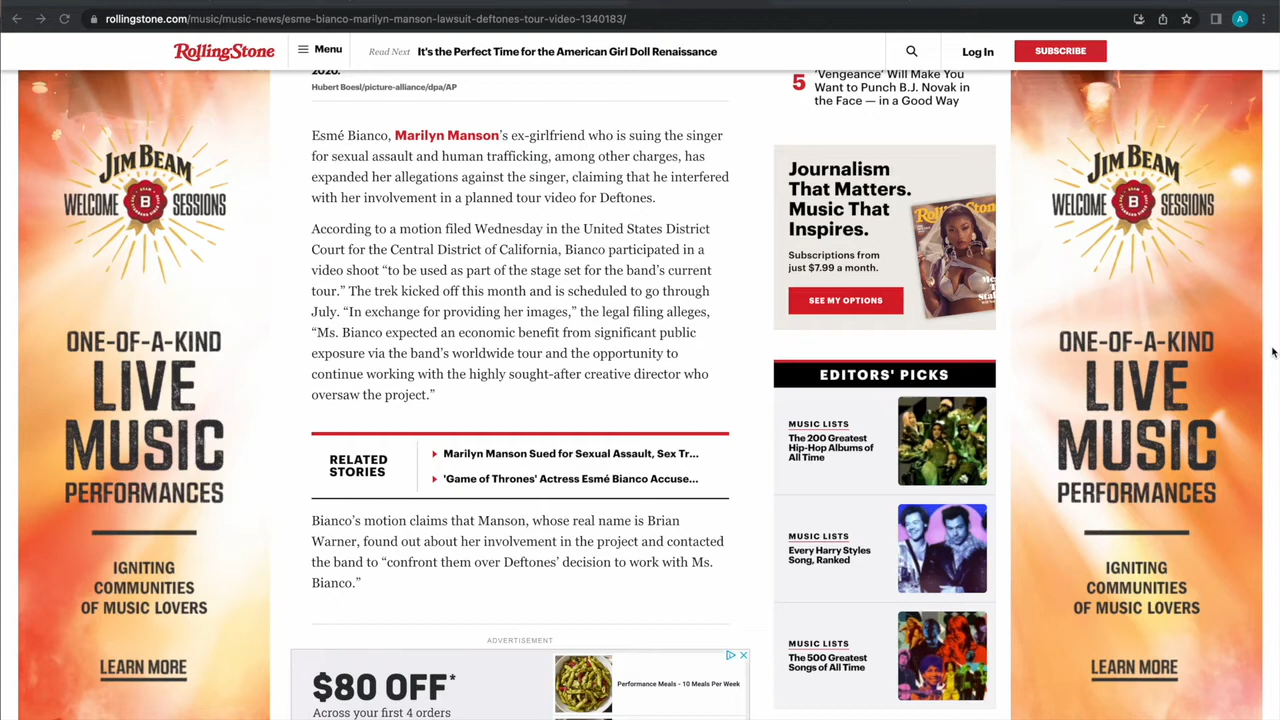 rollingstone.com/music/music-news/esme-bianco-marilyn-manson-lawsuit-deftones-tour-video-1340183/
A
RollingStone
Menu
Read Next It's the Perfect Time for the American Girl Doll Renaissance
Log In
SUBSCRIBE
2020.
Hubert Boesl/picture-alliance/dpa/AP
Esmé Bianco, Marilyn Manson's ex-girlfriend who is suing the singer
for sexual assault and human trafficking, among other charges, has
expanded her allegations against the singer, claiming that he interfered
with her involvement in a planned tour video for Deftones.
According to a motion filed Wednesday in the United States District
Court for the Central District of California, Bianco participated in a
video shoot “to be used as part of the stage set for the band’s current
tour.” The trek kicked off this month and is scheduled to go through
July. “In exchange for providing her images,” the legal filing alleges,
“Ms. Bianco expected an economic benefit from significant public
exposure via the band’s worldwide tour and the opportunity to
continue working with the highly sought-after creative director who
oversaw the project.”
RELATED
STORIES
Marilyn Manson Sued for Sexual Assault, Sex Tr...
'Game of Thrones' Actress Esmé Bianco Accuse...
Bianco’s motion claims that Manson, whose real name is Brian
Warner, found out about her involvement in the project and contacted
the band to “confront them over Deftones’ decision to work with Ms.
Bianco.”
ADVERTISEMENT
$80 OFF*
Across your first 4 orders
Performance Meals - 10 Meals Per Week
5
'Vengeance' Will Make You
Want to Punch B.J. Novak in
the Face — in a Good Way
Journalism
That Matters.
Music That
Inspires.
Subscriptions from
just $7.99 a month.
SEE MY OPTIONS
EDITORS' PICKS
MUSIC LISTS
The 200 Greatest
Hip-Hop Albums of
All Time
MUSIC LISTS
Every Harry Styles
Song, Ranked
MUSIC LISTS
The 500 Greatest
Songs of All Time
JIM BEAM
WELCOME B SESSIONS
ONE-OF-A-KIND
LIVE
MUSIC
PERFORMANCES
IGNITING
COMMUNITIES
OF MUSIC LOVERS
LEARN MORE
JIM BEAM
WELCOME B SESSIONS
ONE-OF-A-KIND
LIVE
MUSIC
PERFORMANCES
IGNITING
COMMUNITIES
OF MUSIC LOVERS
LEARN MORE